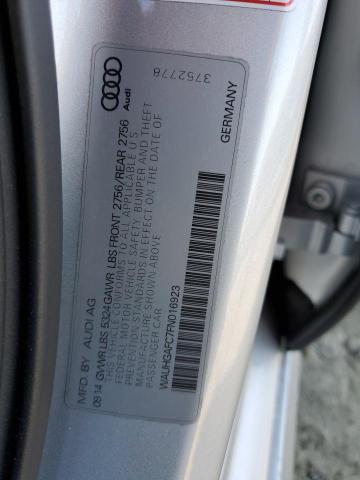 Audi
3752778
MFD. BY AUDI AG
GERMANY
09.14 GVWR LBS 5324 GAWR LBS FRONT 2756/REAR 2756
THIS VEHICLE CONFORMS TO ALL APPLICABLE U S
FEDERAL MOTOR VEHICLE SAFETY, BUMPER AND THEFT
PREVENTION STANDARDS IN EFFECT ON THE DATE OF
MANUFACTURE SHOWN ABOVE
PASSENGER CAR
WAUHGAFC7FN016923